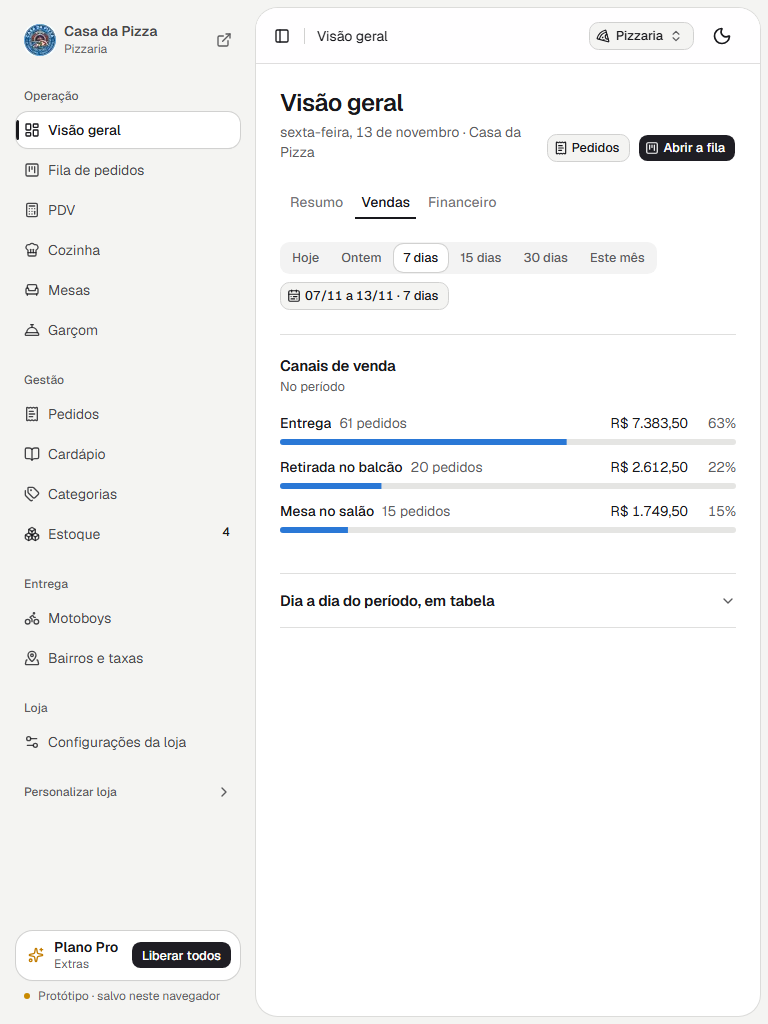 Casa da Pizza
Pizzaria
Operação
Visão geral
Fila de pedidos
PDV
Cozinha
Mesas
Garçom
Gestão
Pedidos
Cardápio
Categorias
Estoque 4
Entrega
Motoboys
Bairros e taxas
Loja
Configurações da loja
Personalizar loja
Plano Pro
Extras
Liberar todos
Protótipo · salvo neste navegador
Visão geral
Pizzaria
Visão geral
sexta-feira, 13 de novembro · Casa da
Pizza
Pedidos
Abrir a fila
Resumo Vendas Financeiro
Hoje Ontem 7 dias 15 dias 30 dias Este mês
07/11 a 13/11 · 7 dias
Canais de venda
No período
Entrega 61 pedidos R$ 7.383,50 63%
Retirada no balcão 20 pedidos R$ 2.612,50 22%
Mesa no salão 15 pedidos R$ 1.749,50 15%
Dia a dia do período, em tabela